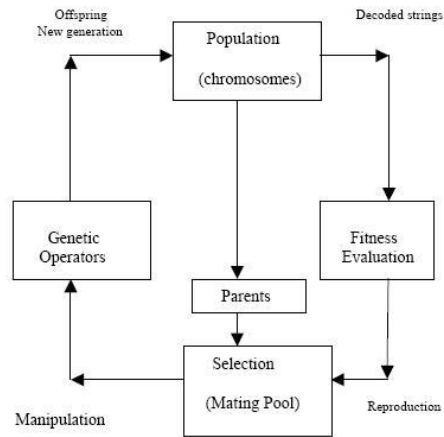 Offspring
New generation
Population
(chromosomes)
Decoded strings
Genetic
Operators
Fitness
Evaluation
Parents
Selection
(Mating Pool)
Manipulation
Reproduction